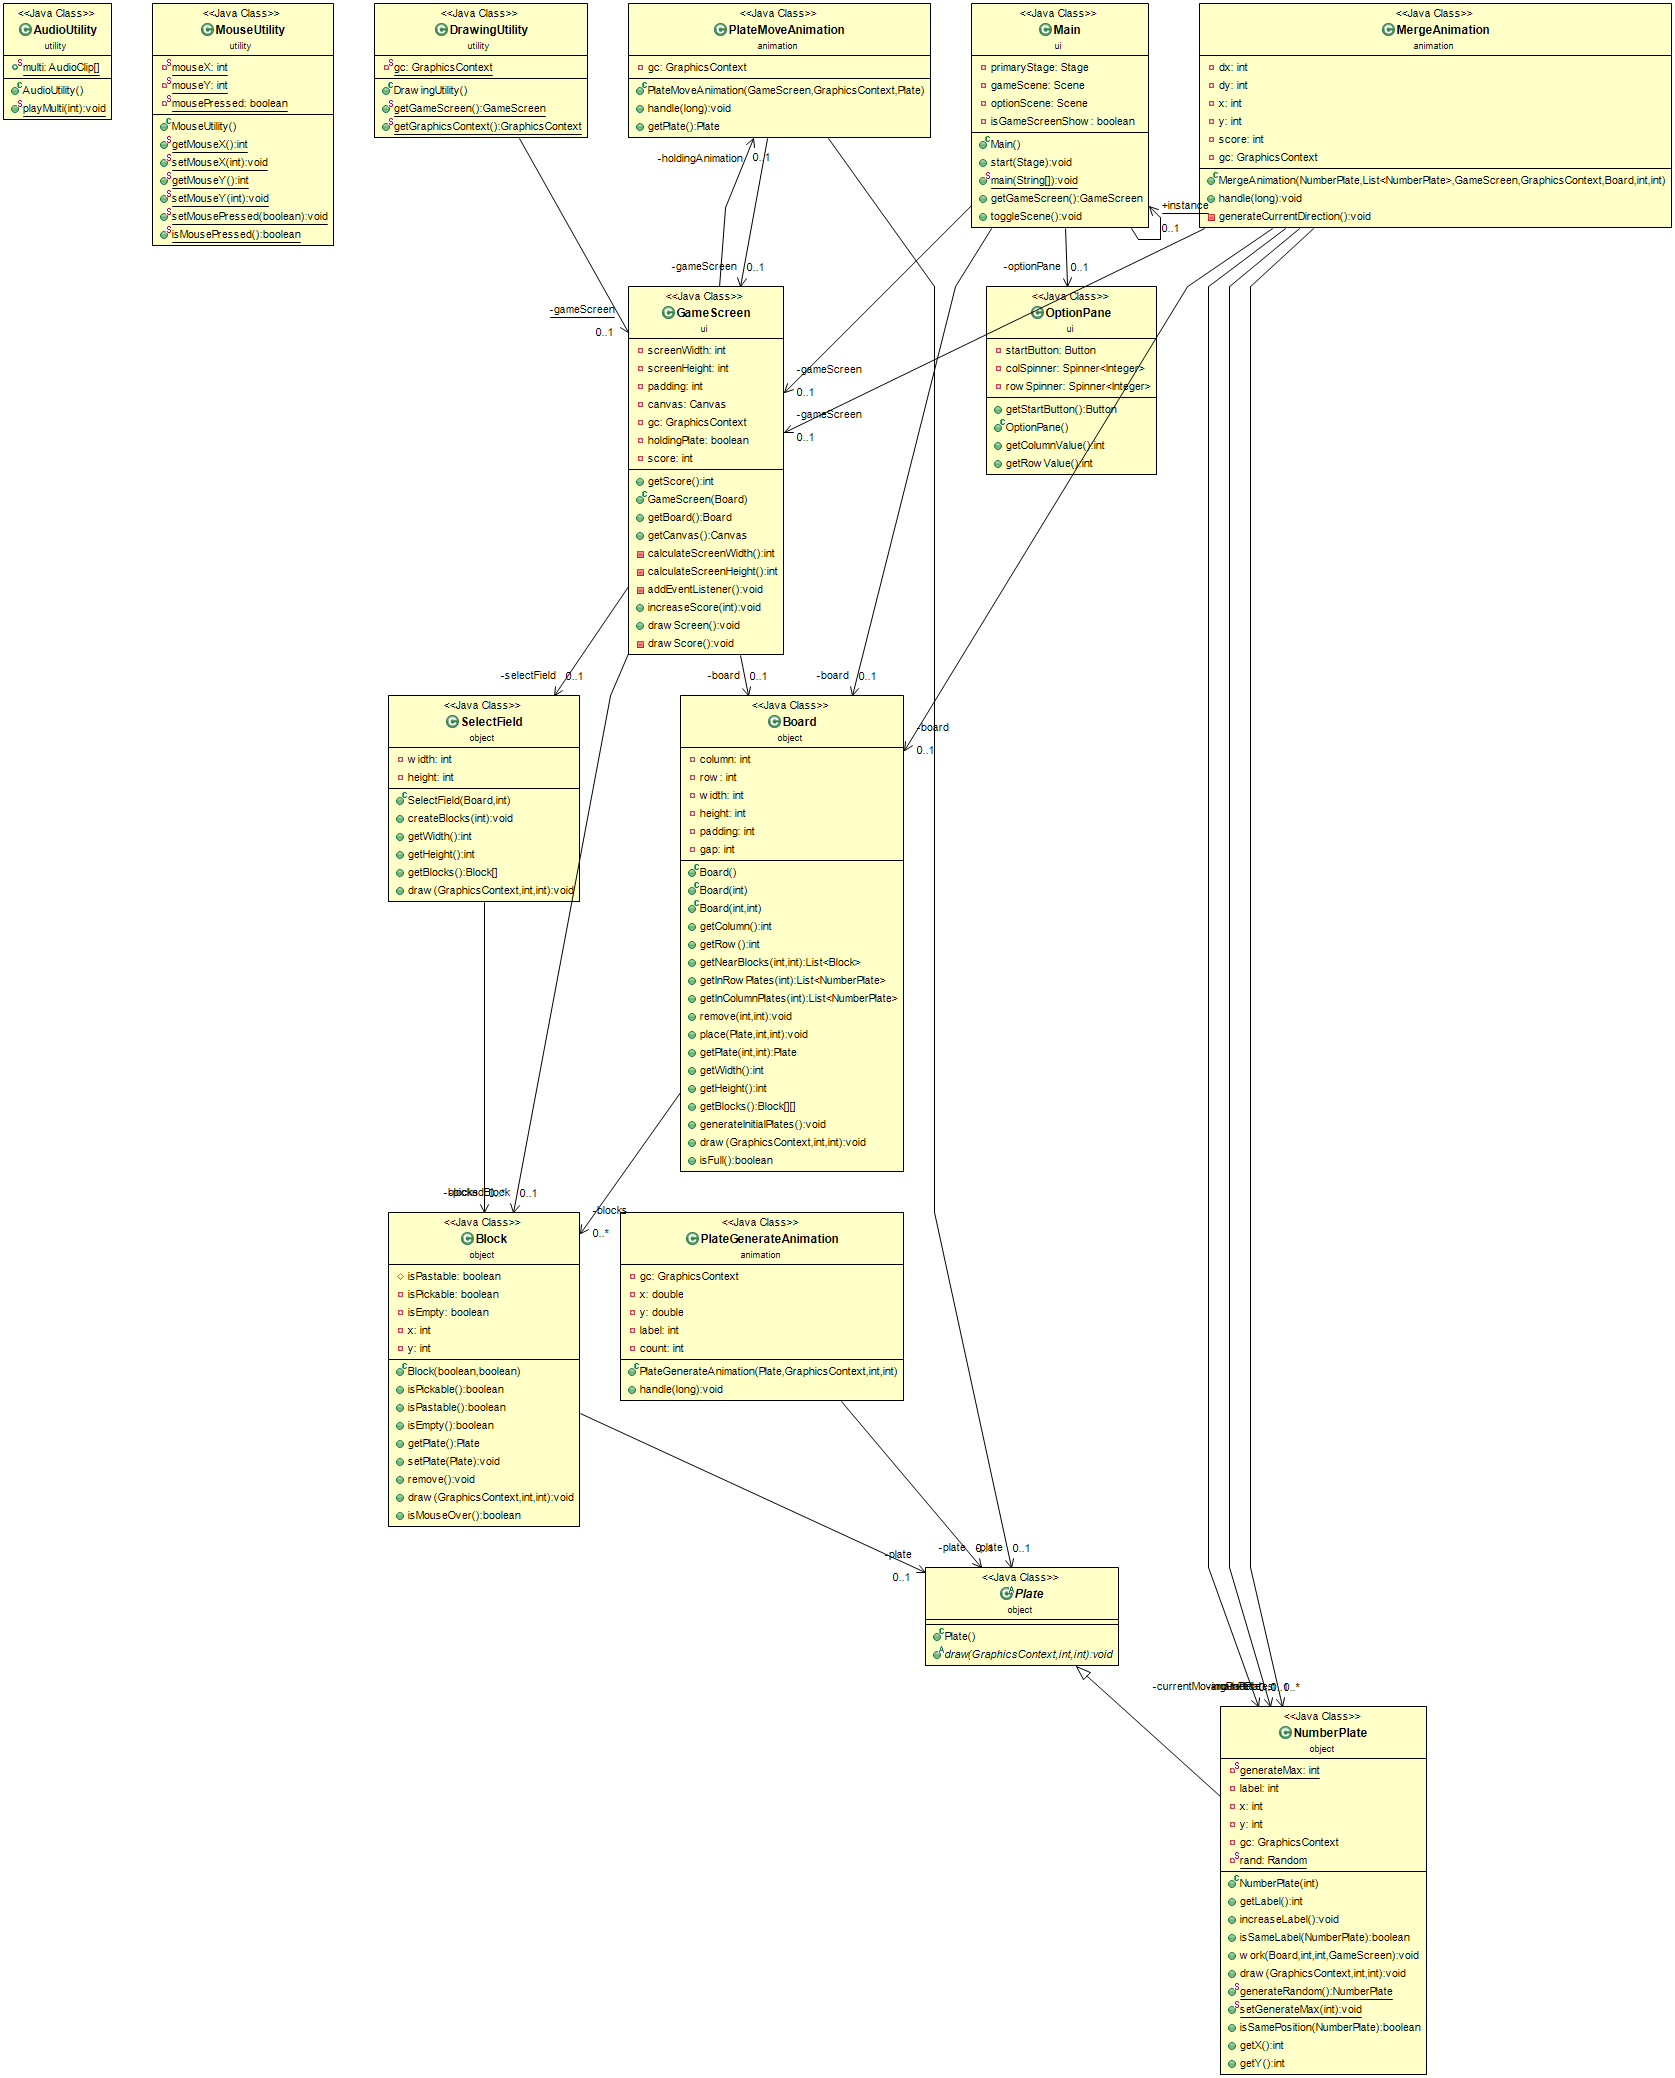 <<Java Class>>
AudioUtility
utility
multi: AudioClip[]
AudioUtility()
playMulti(int):void
<<Java Class>>
MouseUtility
utility
mouseX: int
mouseY: int
mousePressed: boolean
MouseUtility()
getMouseX():int
setMouseX(int):void
getMouseY():int
setMouseY(int):void
setMousePressed(boolean):void
isMousePressed():boolean
<<Java Class>>
DrawingUtility
utility
gc: GraphicsContext
DrawingUtility()
getGameScreen():GameScreen
getGraphicsContext():GraphicsContext
<<Java Class>>
PlateMoveAnimation
animation
gc: GraphicsContext
PlateMoveAnimation(GameScreen,GraphicsContext,Plate)
handle(long):void
getPlate():Plate
<<Java Class>>
Main
ui
primaryStage: Stage
gameScene: Scene
optionScene: Scene
isGameScreenShow: boolean
Main()
start(Stage):void
main(String[]):void
getGameScreen():GameScreen
toggleScene():void
<<Java Class>>
MergeAnimation
animation
dx: int
dy: int
x: int
y: int
score: int
gc: GraphicsContext
MergeAnimation(NumberPlate,List<NumberPlate>,GameScreen,GraphicsContext,Board,int,int)
handle(long):void
generateCurrentDirection():void
-holdingAnimation 0..1
+instance
0..1
-gameScreen 0..1
-optionPane 0..1
-gameScreen
0..1
<<Java Class>>
GameScreen
ui
screenWidth: int
screenHeight: int
padding: int
canvas: Canvas
gc: GraphicsContext
holdingPlate: boolean
score: int
getScore():int
GameScreen(Board)
getBoard():Board
getCanvas():Canvas
calculateScreenWidth():int
calculateScreenHeight():int
addEventListener():void
increaseScore(int):void
drawScreen():void
drawScore():void
-gameScreen
0..1
-gameScreen
0..1
<<Java Class>>
OptionPane
ui
startButton: Button
colSpinner: Spinner<Integer>
rowSpinner: Spinner<Integer>
getStartButton():Button
OptionPane()
getColumnValue():int
getRowValue():int
-selectField 0..1
-board 0..1
-board 0..1
-board
0..1
<<Java Class>>
SelectField
object
width: int
height: int
SelectField(Board,int)
createBlocks(int):void
getWidth():int
getHeight():int
getBlocks():Block[]
draw(GraphicsContext,int,int):void
<<Java Class>>
Board
object
column: int
row: int
width: int
height: int
padding: int
gap: int
Board()
Board(int)
Board(int,int)
getColumn():int
getRow():int
getNearBlocks(int,int):List<Block>
getInRowPlates(int):List<NumberPlate>
getInColumnPlates(int):List<NumberPlate>
remove(int,int):void
place(Plate,int,int):void
getPlate(int,int):Plate
getWidth():int
getHeight():int
getBlocks():Block[][]
generateInitialPlates():void
draw(GraphicsContext,int,int):void
isFull():boolean
0..1
-blocks
0..*
<<Java Class>>
Block
object
isPastable: boolean
isPickable: boolean
isEmpty: boolean
x: int
y: int
Block(boolean,boolean)
isPickable():boolean
isPastable():boolean
isEmpty():boolean
getPlate():Plate
setPlate(Plate):void
remove():void
draw(GraphicsContext,int,int):void
isMouseOver():boolean
<<Java Class>>
PlateGenerateAnimation
animation
gc: GraphicsContext
x: double
y: double
label: int
count: int
PlateGenerateAnimation(Plate,GraphicsContext,int,int)
handle(long):void
-plate
0..1
-plate
0..1
<<Java Class>>
Plate
object
Plate()
draw(GraphicsContext,int,int):void
0..*
<<Java Class>>
NumberPlate
object
generateMax: int
label: int
x: int
y: int
gc: GraphicsContext
rand: Random
NumberPlate(int)
getLabel():int
increaseLabel():void
isSameLabel(NumberPlate):boolean
work(Board,int,int,GameScreen):void
draw(GraphicsContext,int,int):void
generateRandom():NumberPlate
setGenerateMax(int):void
isSamePosition(NumberPlate):boolean
getX():int
getY():int